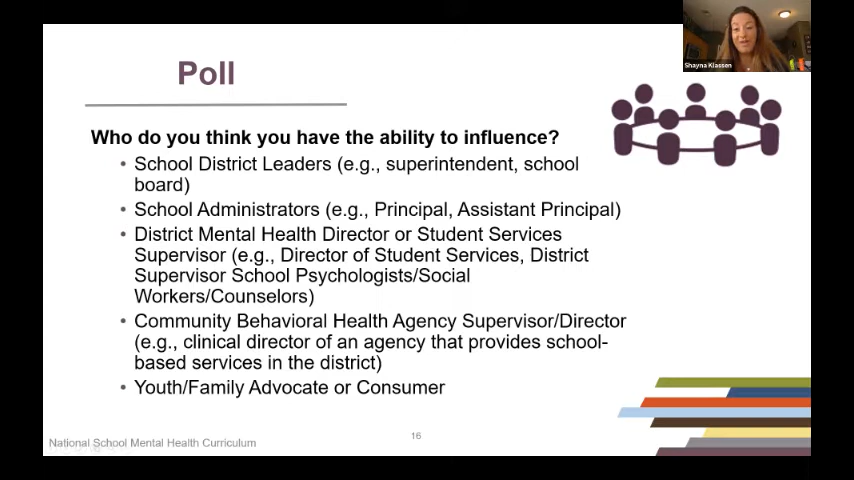 Shayna Klassen
Poll
Who do you think you have the ability to influence?
• School District Leaders (e.g., superintendent, school
board)
• School Administrators (e.g., Principal, Assistant Principal)
• District Mental Health Director or Student Services
Supervisor (e.g., Director of Student Services, District
Supervisor School Psychologists/Social
Workers/Counselors)
• Community Behavioral Health Agency Supervisor/Director
(e.g., clinical director of an agency that provides school-
based services in the district)
• Youth/Family Advocate or Consumer
16
National School Mental Health Curriculum